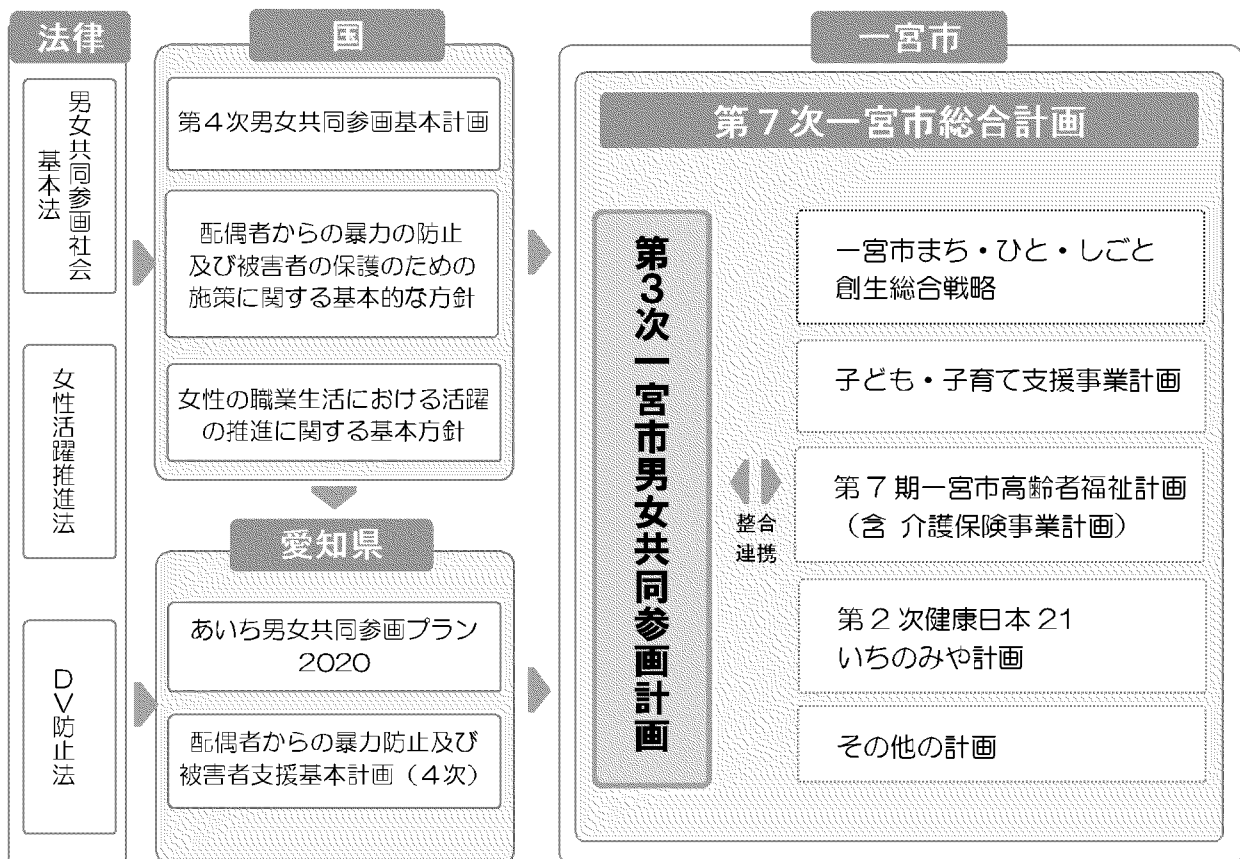 法律
男女共同参画社会
基本法
女性活躍推進法
DV防止法
国
第4次男女共同参画基本計画
配偶者からの暴力の防止
及び被害者の保護のための
施策に関する基本的な方針
女性の職業生活における活躍
の推進に関する基本方針
愛知県
あいち男女共同参画プラン
2020
配偶者からの暴力防止及び
被害者支援基本計画（4次）
一宮市
第7次一宮市総合計画
第3次一宮市男女共同参画計画
整合
連携
一宮市まち・ひと・しごと
創生総合戦略
子ども・子育て支援事業計画
第7期一宮市高齢者福祉計画
（含 介護保険事業計画）
第2次健康日本21
いちのみや計画
その他の計画